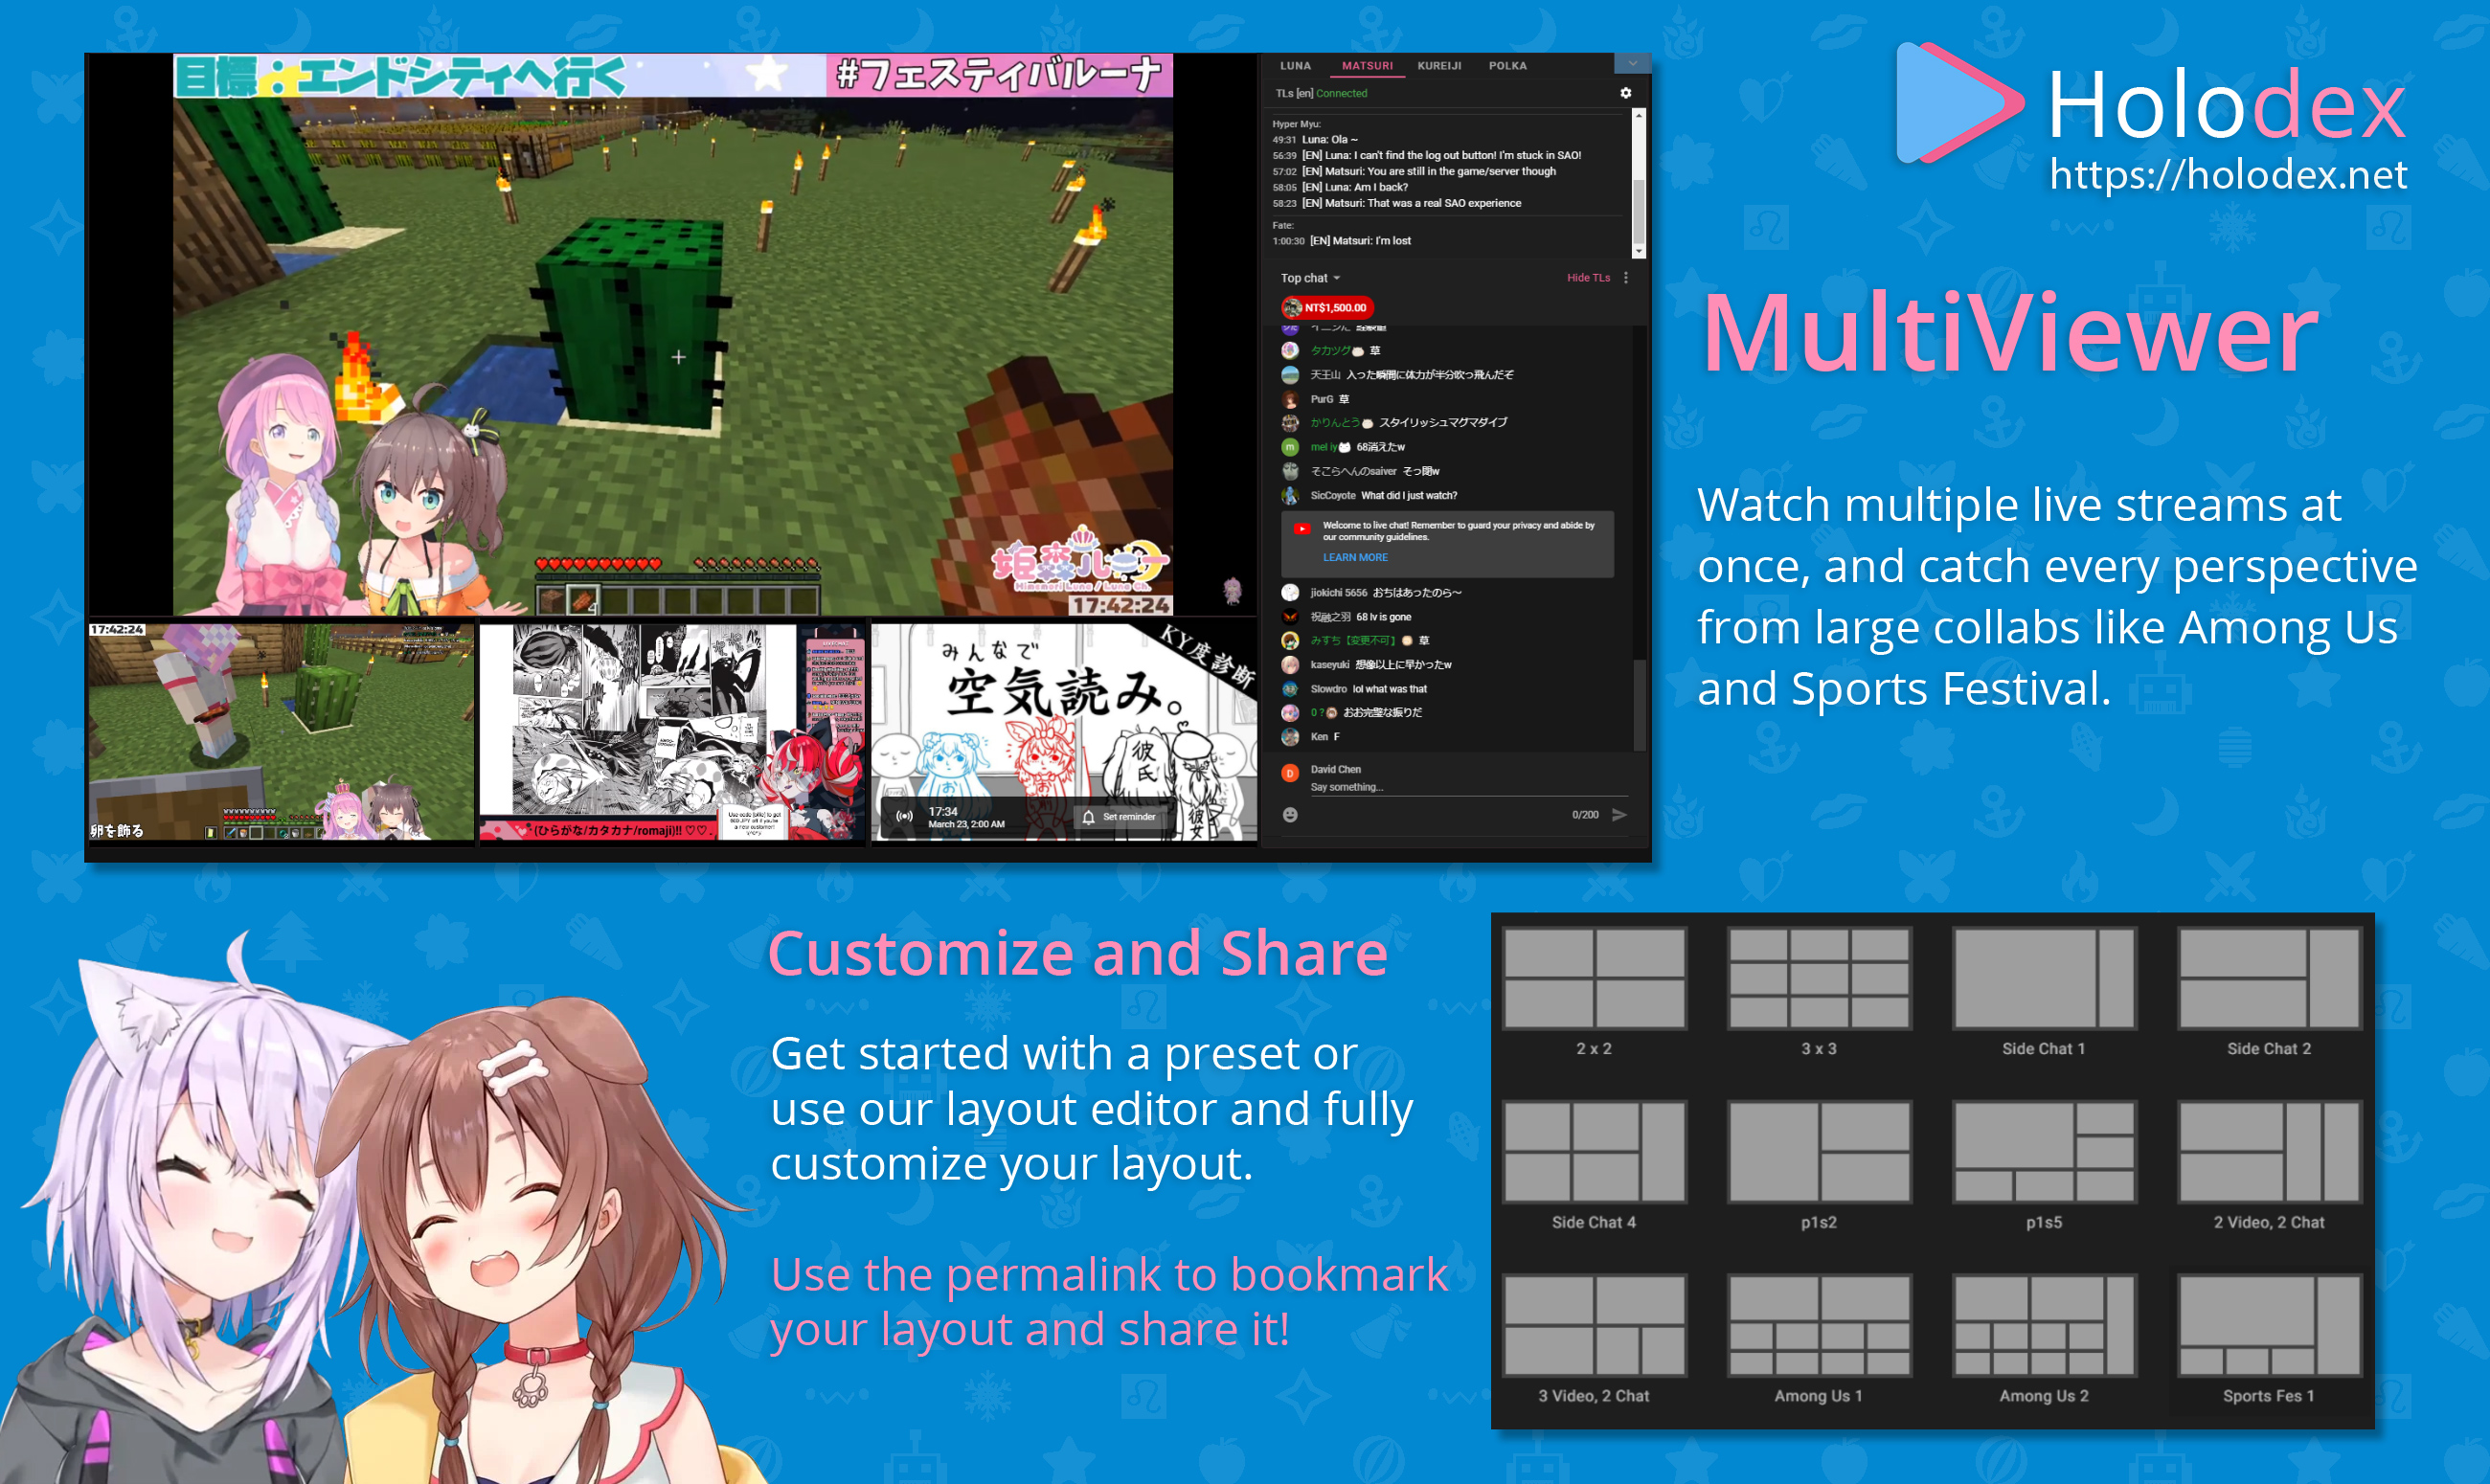 目標：エンドシティへ行く
#フェスティバルーナ
姫森ルーナ
Himemori Luna / Luna Ch.
17:42:24
LUNA MATSURI KUREIJI POLKA
TLs [en] Connected
Hyper Myu:
49:31 Luna: Ola ~
56:39 [EN] Luna: I can't find the log out button! I'm stuck in SAO!
57:02 [EN] Matsuri: You are still in the game/server though
58:05 [EN] Luna: Am I back?
58:23 [EN] Matsuri: That was a real SAO experience
Fate:
1:00:30 [EN] Matsuri: I'm lost
Top chat
Hide TLs
NT$1,500.00
タカツグ 草
天王山 入った瞬間に体力が半分吹っ飛んだぞ
PurG 草
かりんとう スタイリッシュマグマダイブ
mel iy 68消えたw
そこらへんのsaiver そっ閉w
SicCoyote What did I just watch?
Welcome to live chat! Remember to guard your privacy and abide by
our community guidelines.
LEARN MORE
jiokichi 5656 おちはあったのら～
祝融之羽 68 lv is gone
みすち【変更不可】 草
kaseyuki 想像以上に早かったw
Slowdro lol what was that
0 ? おお完璧な振りだ
Ken F
D
David Chen
Say something...
0/200
17:42:24
卵を飾る
(ひらがな/カタカナ/romaji)!! ♡♡.
KY度診断
みんなで
空気読み。
彼氏
彼女
17:34
March 23, 2:00 AM
Set reminder
Holodex
https://holodex.net
MultiViewer
Watch multiple live streams at
once, and catch every perspective
from large collabs like Among Us
and Sports Festival.
Customize and Share
Get started with a preset or
use our layout editor and fully
customize your layout.
Use the permalink to bookmark
your layout and share it!
2 x 2
3 x 3
Side Chat 1
Side Chat 2
Side Chat 4
p1s2
p1s5
2 Video, 2 Chat
3 Video, 2 Chat
Among Us 1
Among Us 2
Sports Fes 1